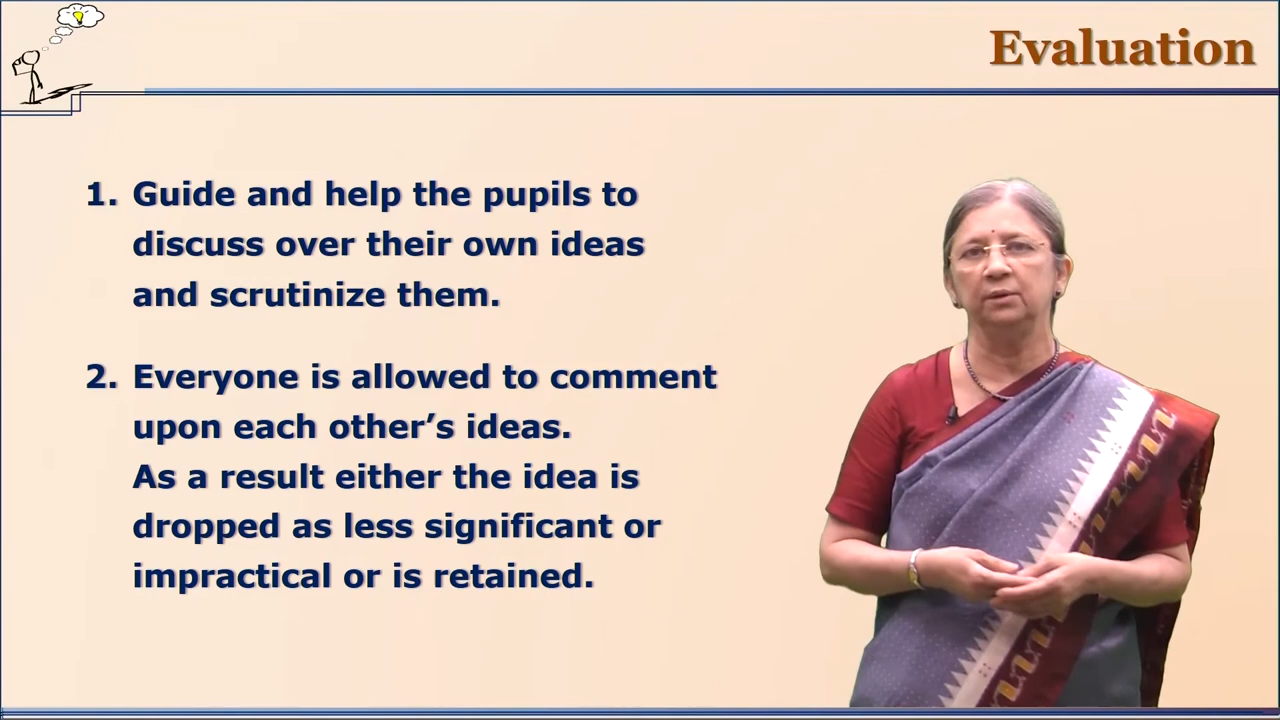 Evaluation
1. Guide and help the pupils to
discuss over their own ideas
and scrutinize them.
2. Everyone is allowed to comment
upon each other’s ideas.
As a result either the idea is
dropped as less significant or
impractical or is retained.